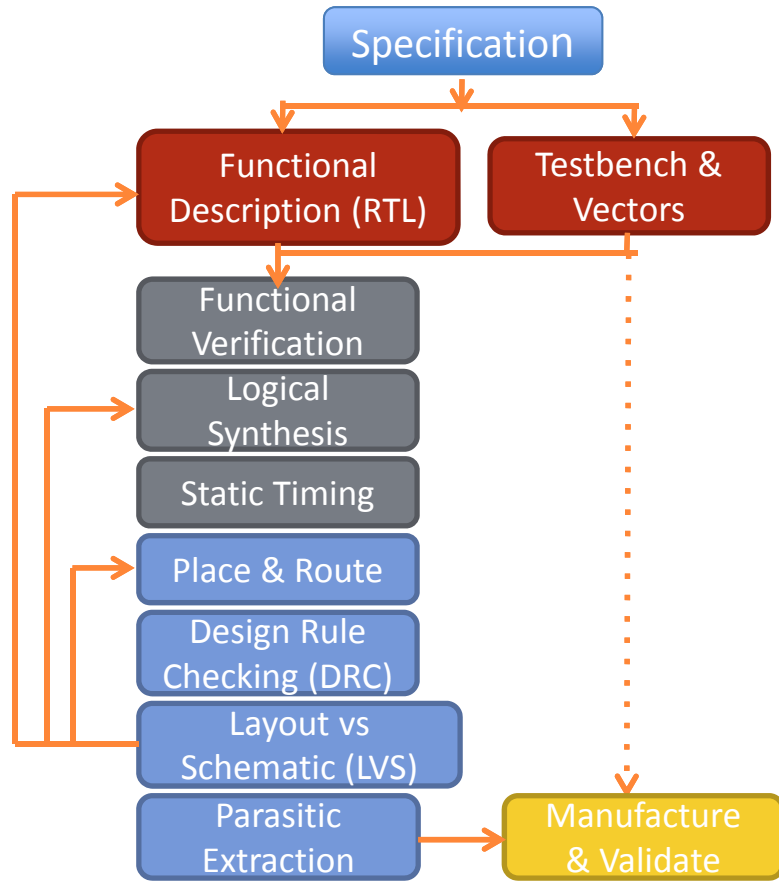 Specification
Functional
Description (RTL)
Testbench &
Vectors
Functional
Verification
Logical
Synthesis
Static Timing
Place & Route
Design Rule
Checking (DRC)
Layout vs
Schematic (LVS)
Parasitic
Extraction
Manufacture
& Validate